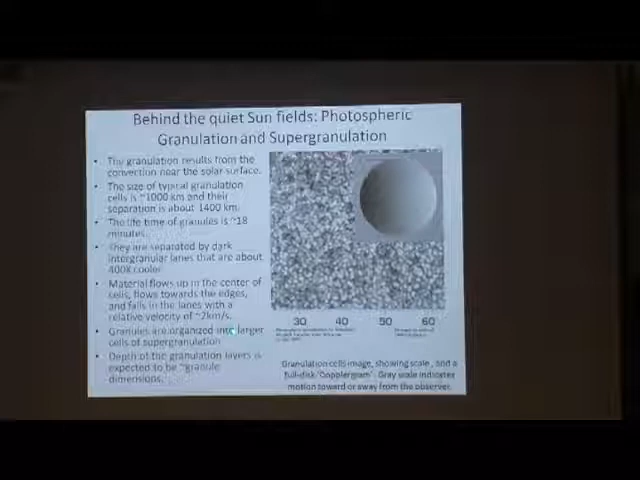 Behind the quiet Sun fields: Photospheric
Granulation and Supergranulation
• The granulation results from the
convection near the solar surface.
• The size of typical granulation
cells is ~1000 km and their
separation is about 1400 km.
• The life time of granules is ~18
minutes.
• They are separated by dark
intergranular lanes that are about
400K cooler
• Material flows up in the center of
cells, flows towards the edges,
and falls in the lanes with a
relative velocity of ~2km/s.
• Granules are organized into larger
cells of supergranulation
• Depth of the granulation layers is
expected to be ~granule
dimensions.
30 40 50 60
Granulation cells image, showing scale, and a
full-disk "Dopplergram". Gray scale indicates
motion toward or away from the observer.